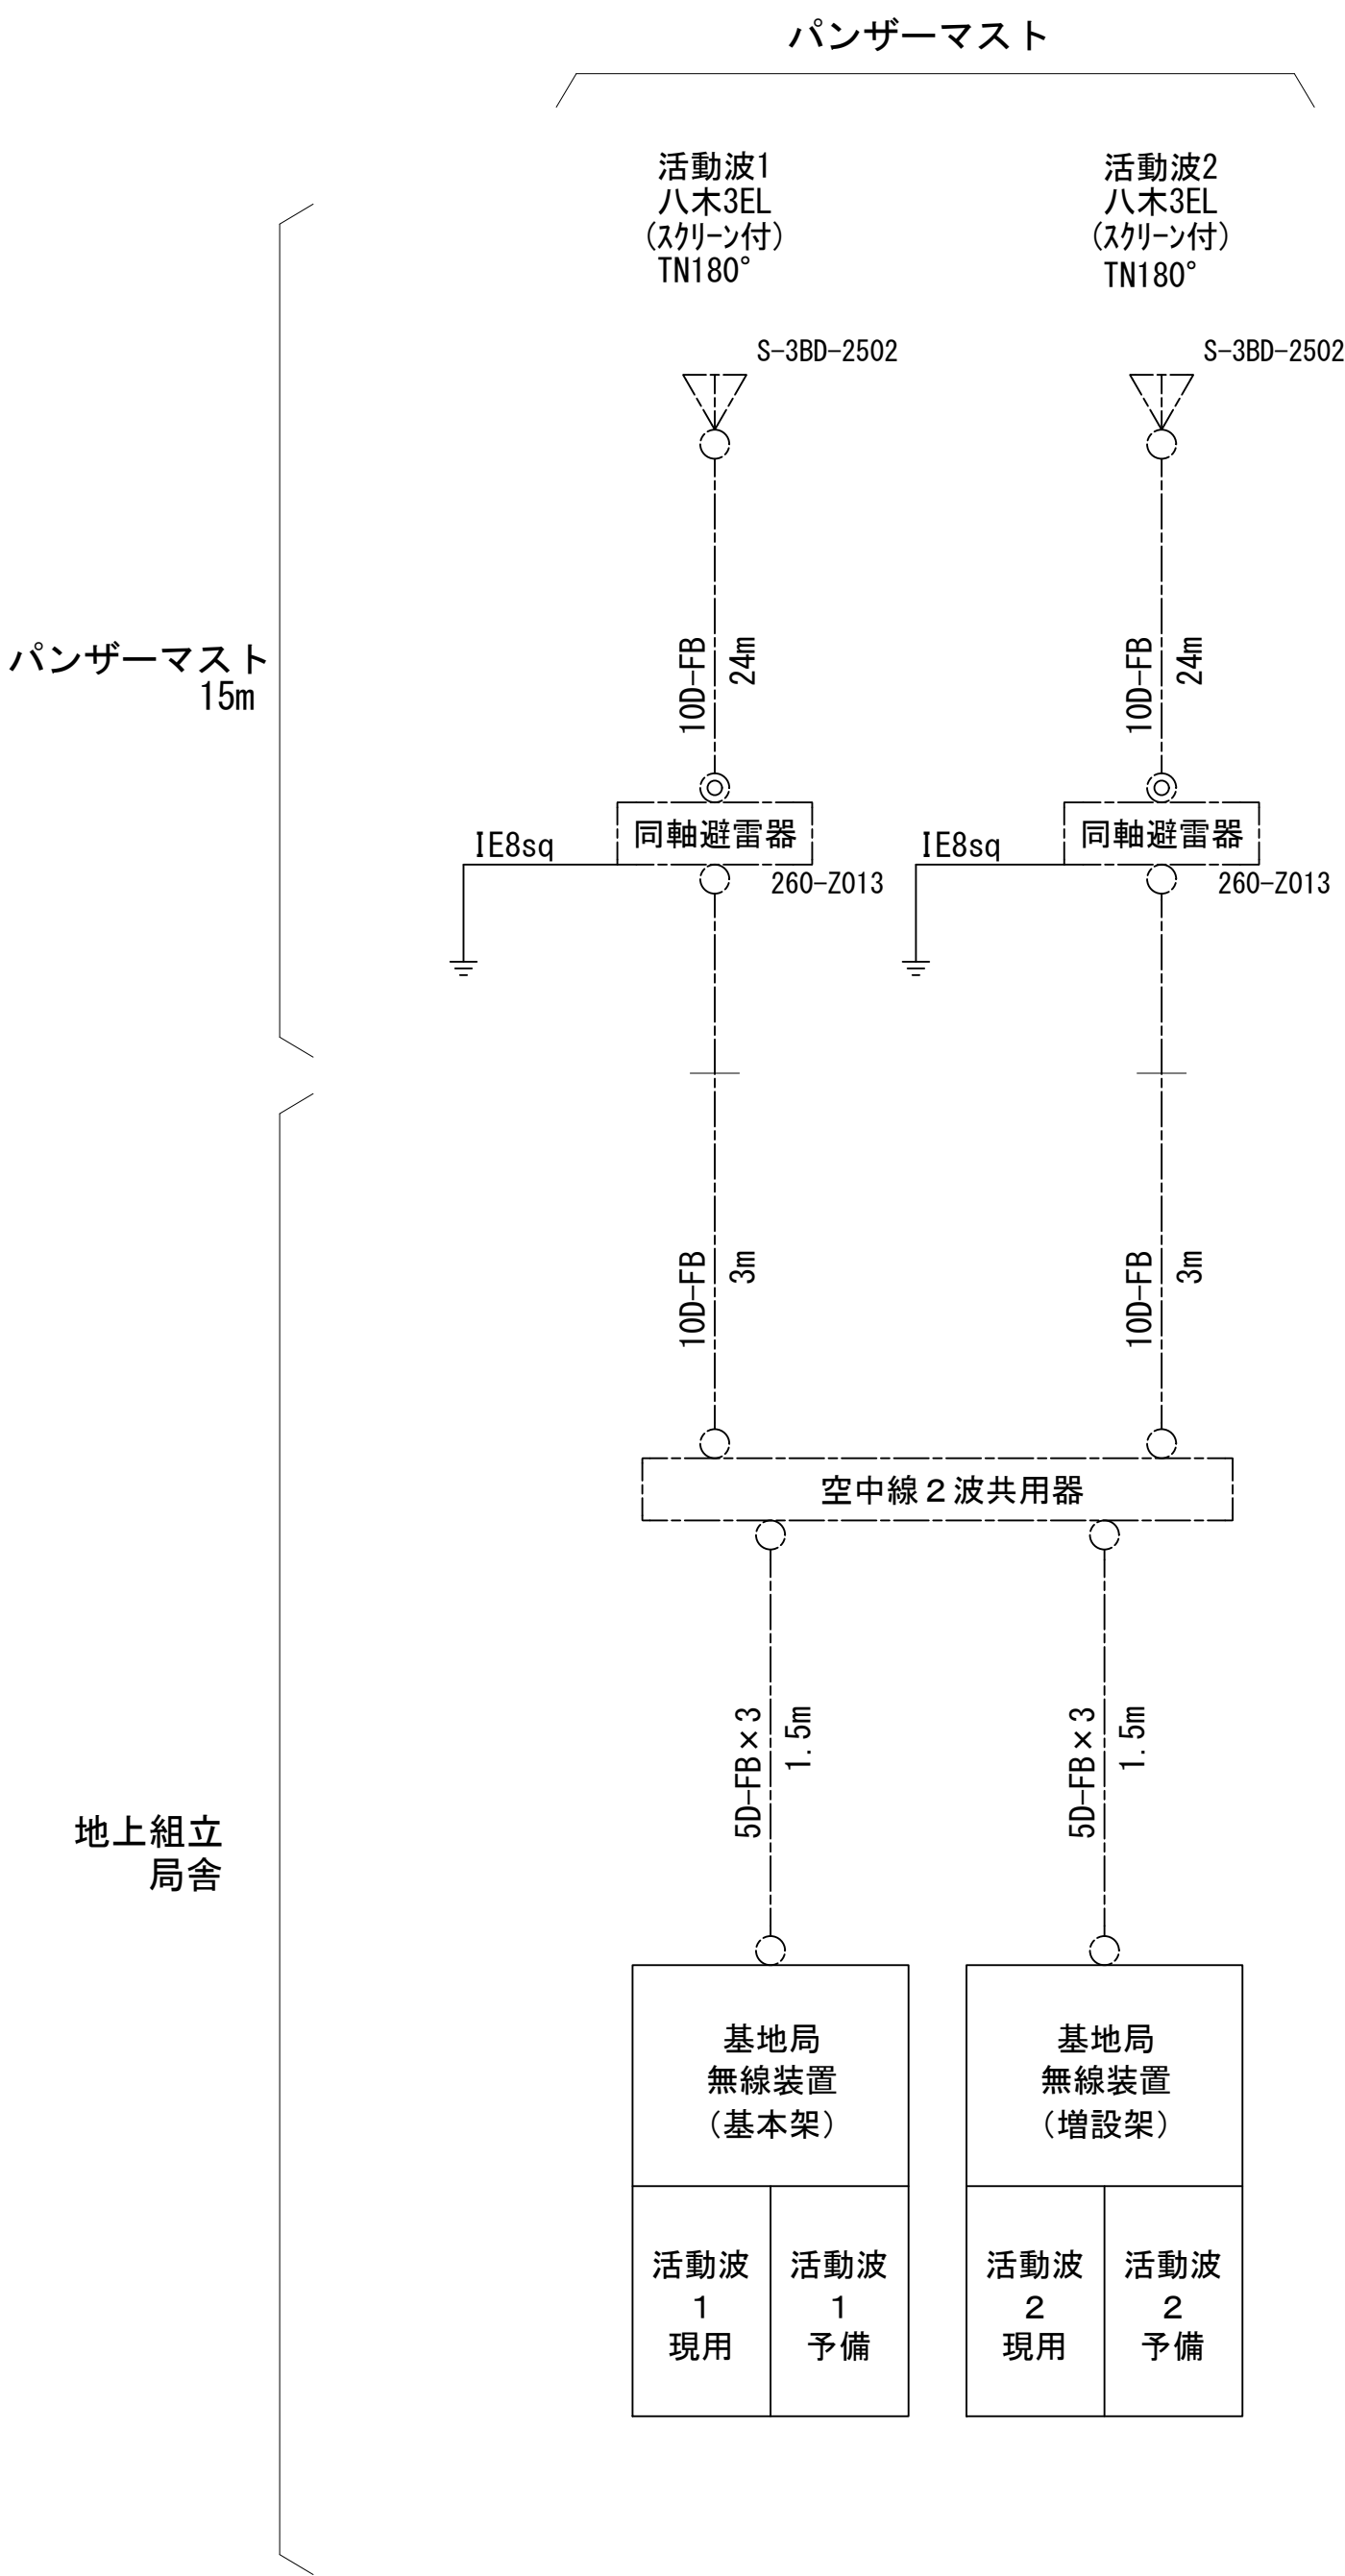 パンザーマスト
活動波1
八木3EL
(スクリーン付)
TN180°
活動波2
八木3EL
(スクリーン付)
TN180°
S-3BD-2502
S-3BD-2502
パンザーマスト
15m
10D-FB
24m
10D-FB
24m
IE8sq
同軸避雷器
260-Z013
IE8sq
同軸避雷器
260-Z013
10D-FB
3m
10D-FB
3m
空中線2波共用器
5D-FB×3
1.5m
5D-FB×3
1.5m
地上組立
局舎
基地局
無線装置
(基本架)
基地局
無線装置
(増設架)
活動波
1
現用
活動波
1
予備
活動波
2
現用
活動波
2
予備